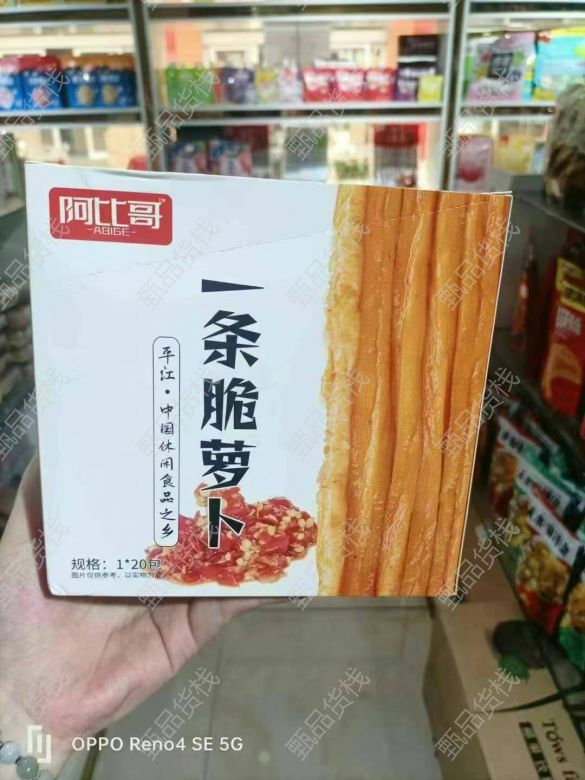 阿比哥
-ABIGE-
一条脆萝卜
平江·中国休闲食品之乡
规格：1*20包
图片仅供参考，以实物为准
OPPO Reno4 SE 5G
甄品货栈